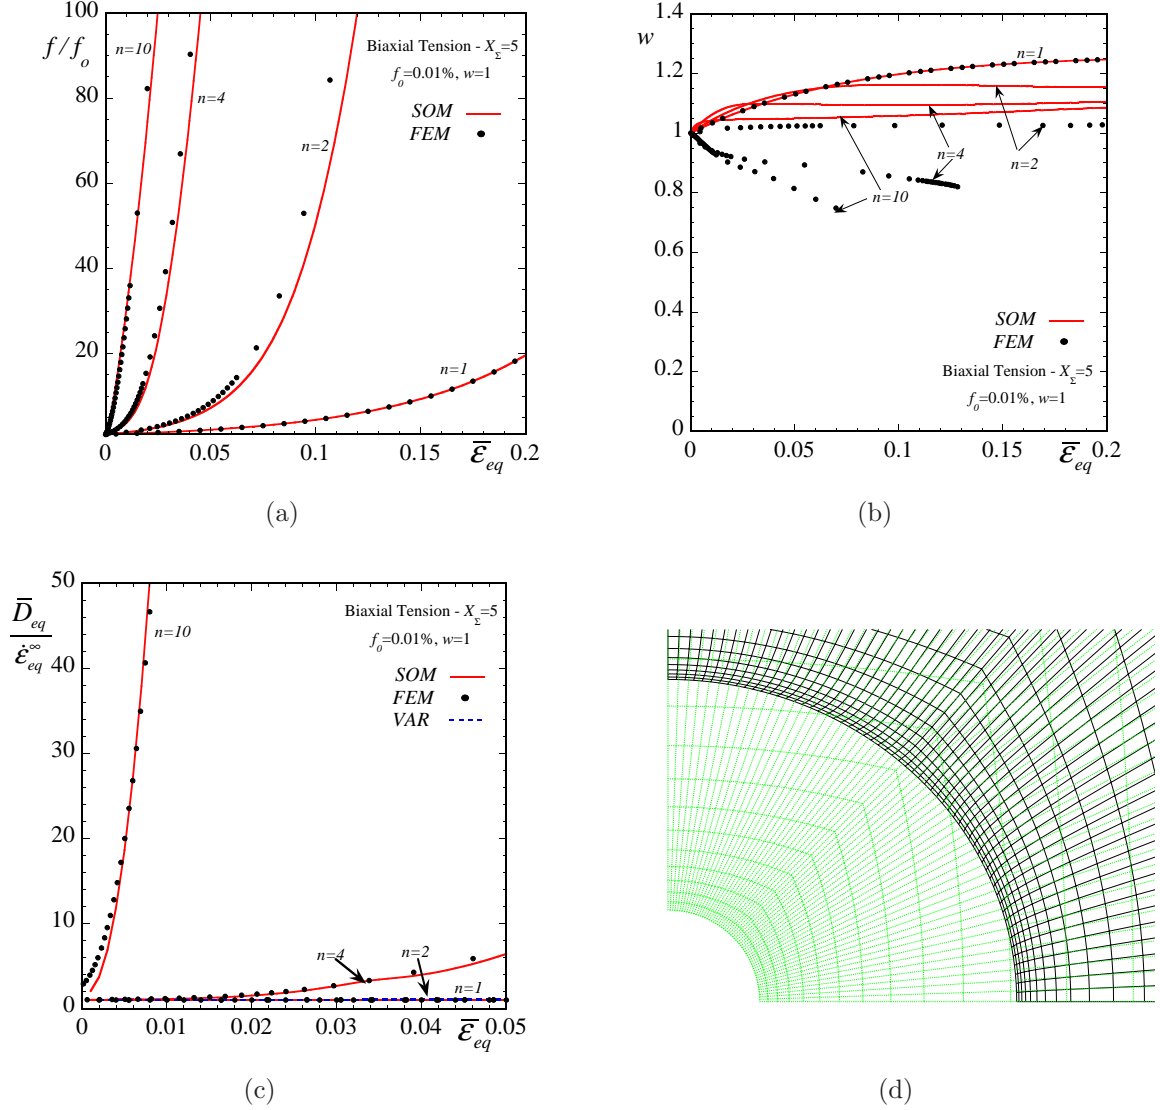 f/f_o
100
80
60
40
20
0
0.05
0.1
0.15
0.2
ε̅_eq
n=10
n=4
n=2
n=1
Biaxial Tension - X_Σ=5
f_0=0.01%, w=1
SOM
FEM
(a)
w
1.4
1.2
1
0.8
0.6
0.4
0.2
0
0
0.05
0.1
0.15
0.2
ε̅_eq
n=1
n=4
n=2
n=10
SOM
FEM
Biaxial Tension - X_Σ=5
f_0=0.01%, w=1
(b)
D̅_eq
ε̇_eq^∞
50
40
30
20
10
0
0
0.01
0.02
0.03
0.04
0.05
ε̅_eq
n=10
Biaxial Tension - X_Σ=5
f_0=0.01%, w=1
SOM
FEM
VAR
n=4
n=2
n=1
(c)
(d)